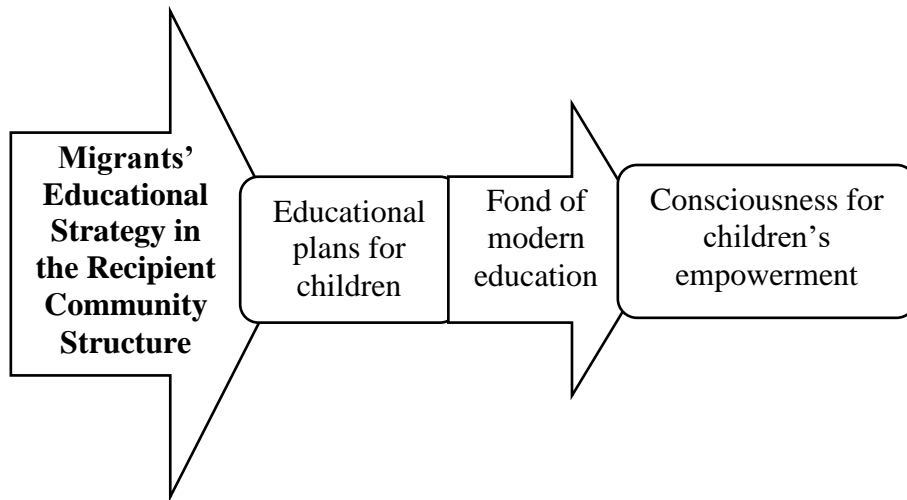 Migrants’
Educational
Strategy in
the Recipient
Community
Structure
Educational
plans for
children
Fond of
modern
education
Consciousness for
children’s
empowerment